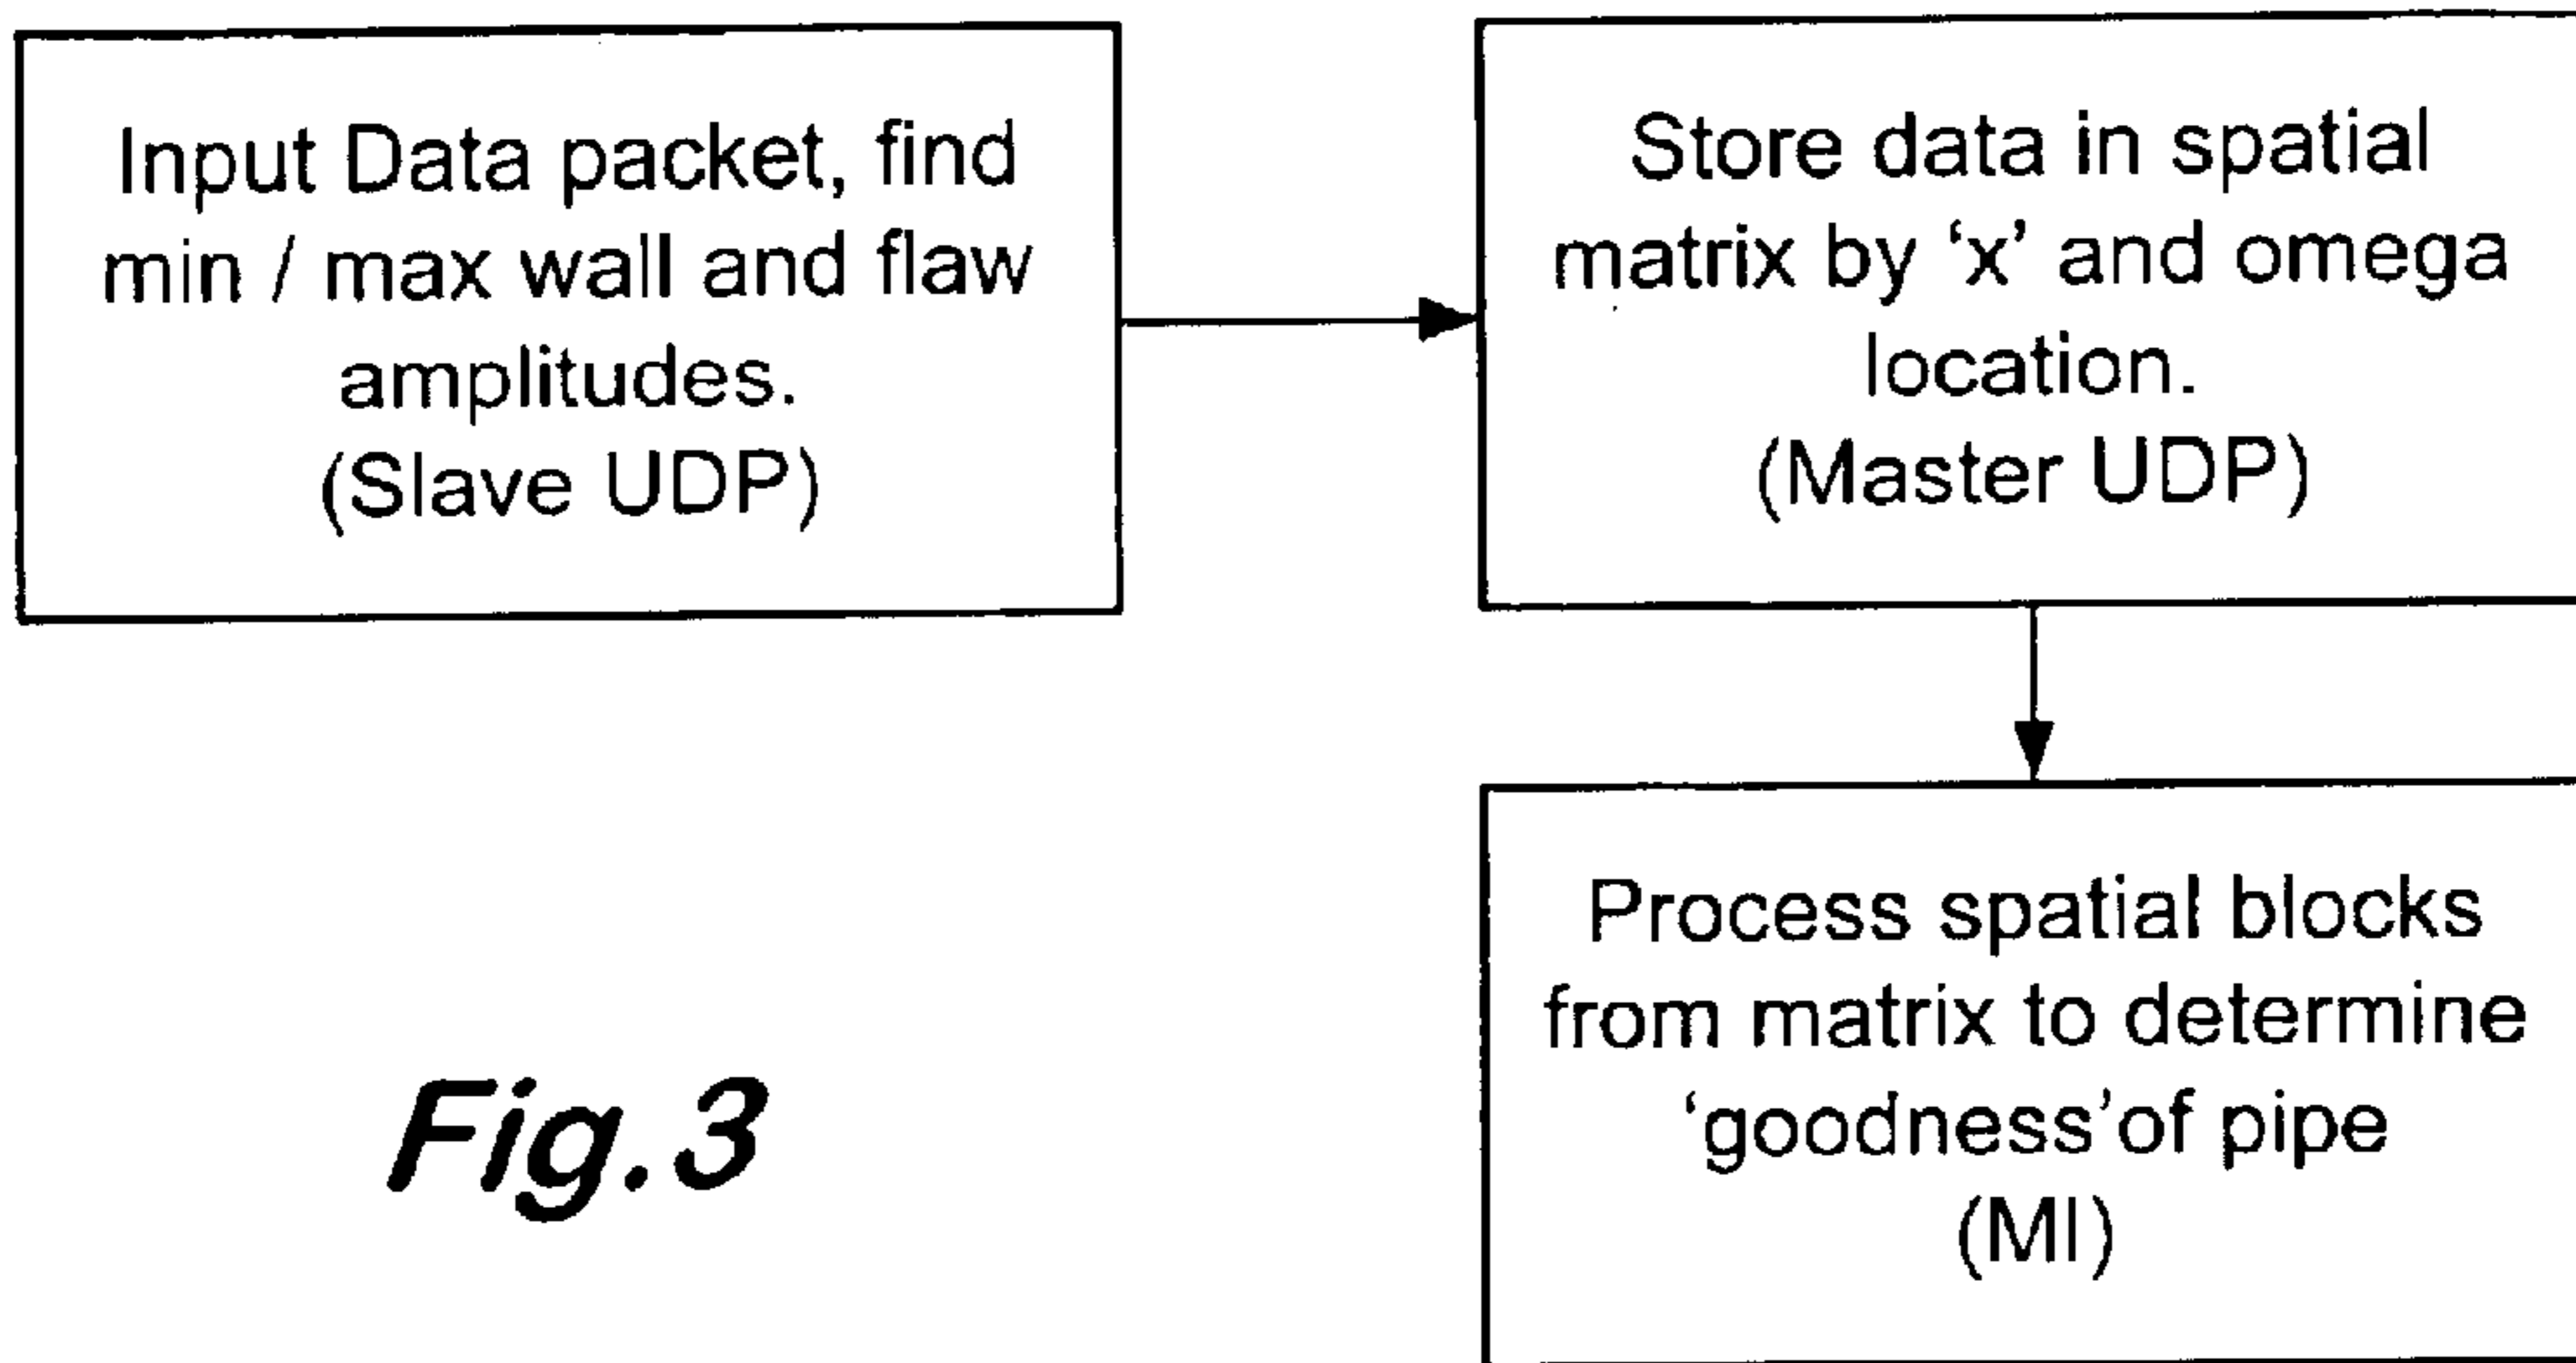 Input Data packet, find
min / max wall and flaw
amplitudes.
(Slave UDP)
Store data in spatial
matrix by ‘x’ and omega
location.
(Master UDP)
Process spatial blocks
from matrix to determine
‘goodness’of pipe
(MI)
Fig.3